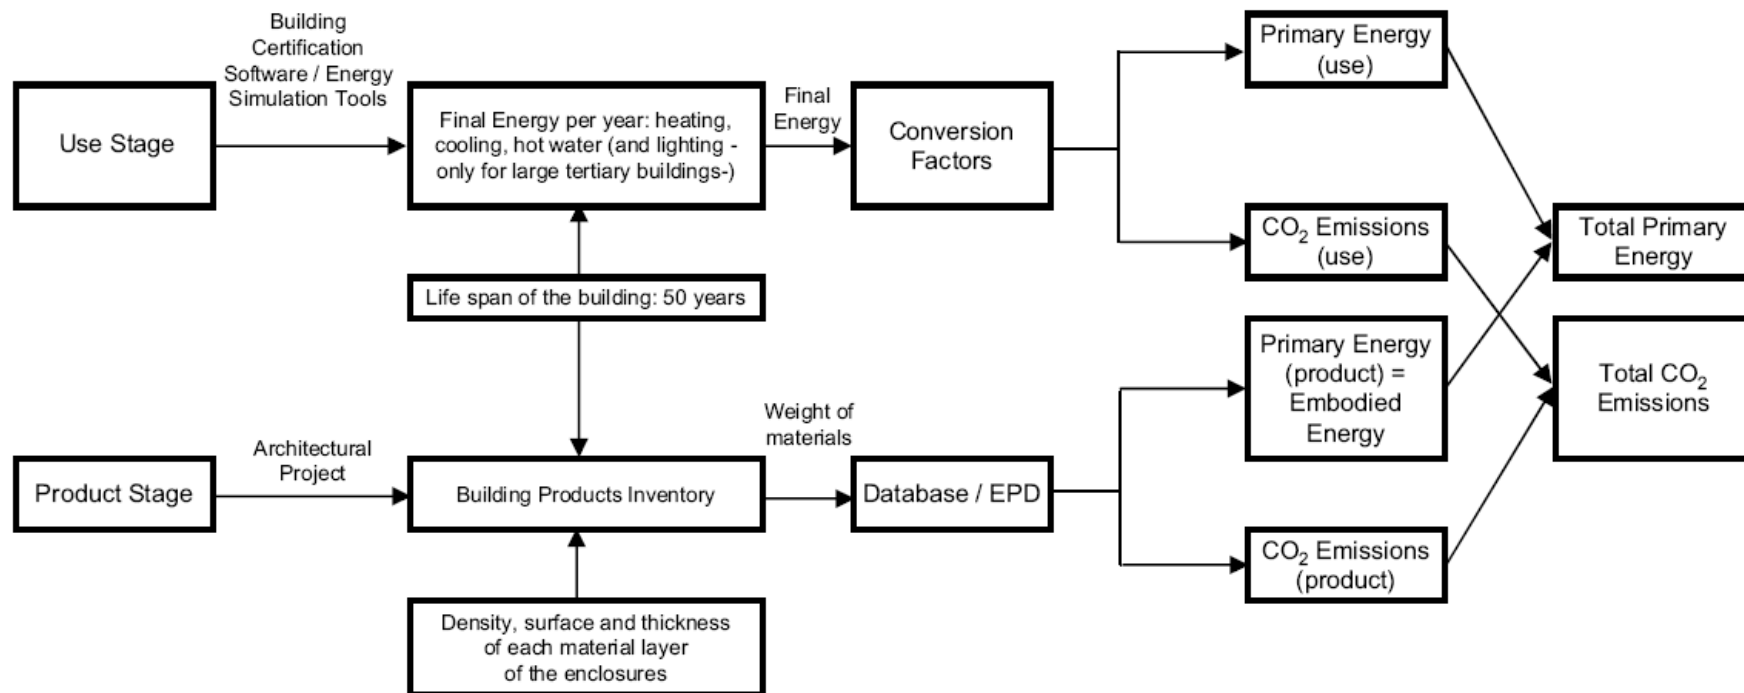 Building
Certification
Software / Energy
Simulation Tools
Use Stage
Final Energy per year: heating,
cooling, hot water (and lighting -
only for large tertiary buildings-)
Final
Energy
Conversion
Factors
Primary Energy
(use)
CO₂ Emissions
(use)
Total Primary
Energy
Life span of the building: 50 years
Primary Energy
(product) =
Embodied
Energy
Total CO₂
Emissions
Product Stage
Architectural
Project
Building Products Inventory
Weight of
materials
Database / EPD
CO₂ Emissions
(product)
Density, surface and thickness
of each material layer
of the enclosures